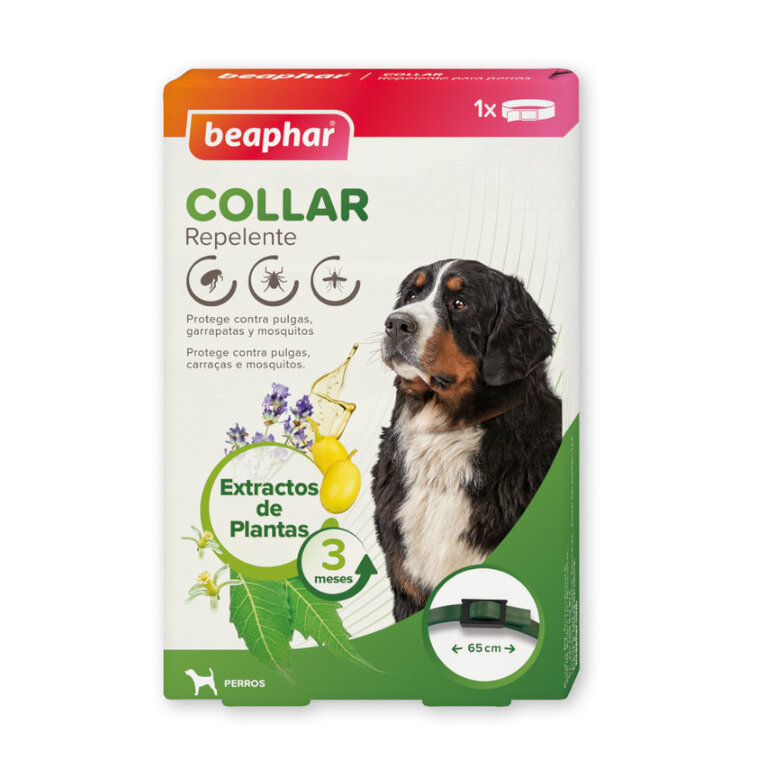 beaphar / COLLAR
Repelente para perros
1x
beaphar®
COLLAR
Repelente
Protege contra pulgas,
garrapatas y mosquitos
Protege contra pulgas,
carraças e mosquitos.
Extractos
de
Plantas
3
meses
← 65 cm →
PERROS